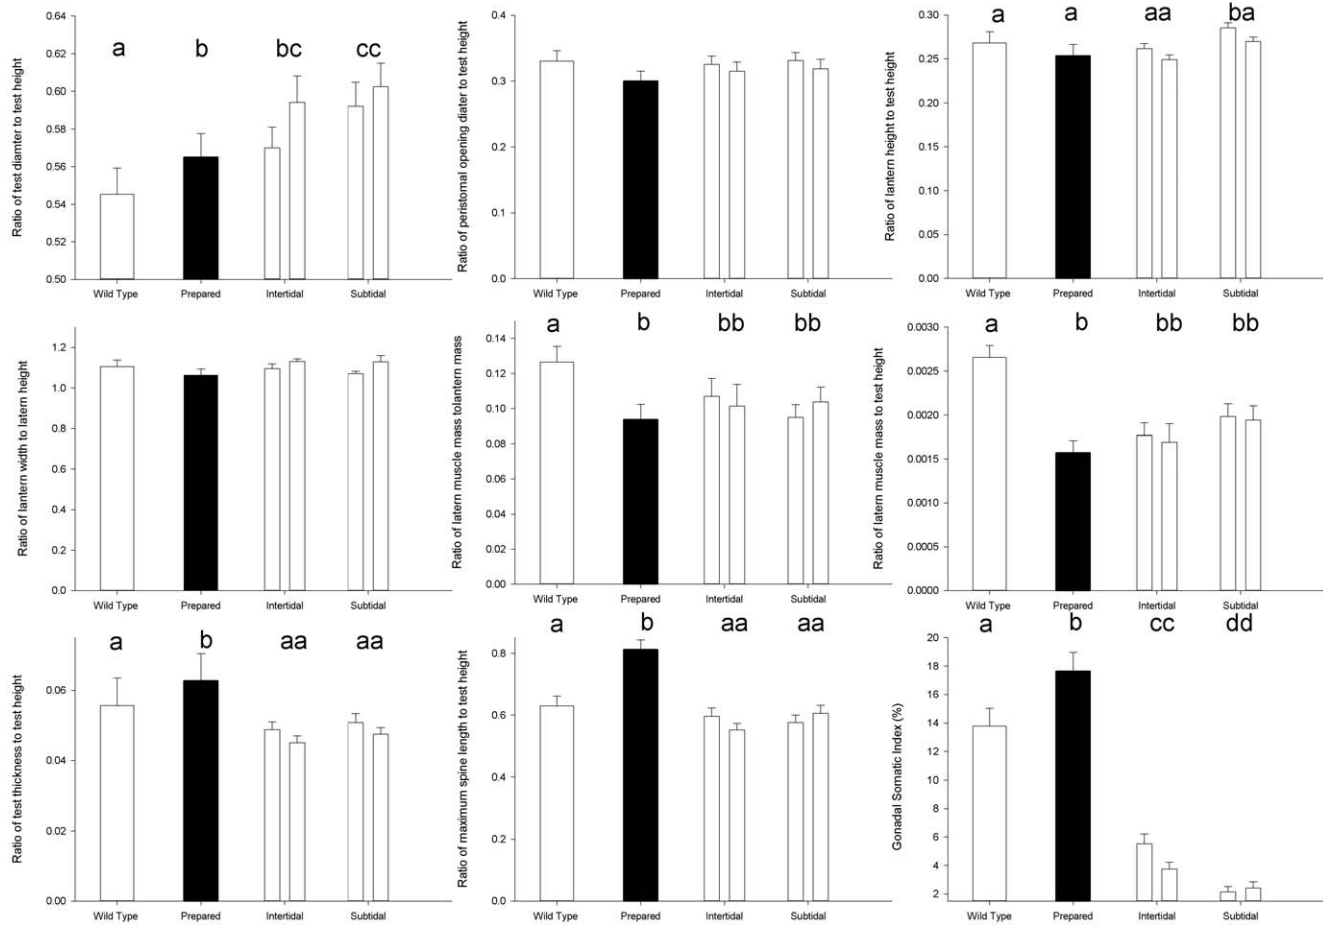 Ratio of test diamter to test height
0.64
0.62
0.60
0.58
0.56
0.54
0.52
0.50
a b bc cc
Wild Type Prepared Intertidal Subtidal
Ratio of peristomal opening diater to test height
0.4
0.3
0.2
0.1
0.0
Wild Type Prepared Intertidal Subtidal
Ratio of lantern height to test height
0.30
0.25
0.20
0.15
0.10
0.05
0.00
a a aa ba
Wild Type Prepared Intertidal Subtidal
Ratio of lantern width to latern height
1.2
1.0
0.8
0.6
0.4
0.2
0.0
Wild Type Prepared Intertidal Subtidal
Ratio of latern muscle mass tolantern mass
0.14
0.12
0.10
0.08
0.06
0.04
0.02
0.00
a b bb bb
Wild Type Prepared Intertidal Subtidal
Ratio of latern muscle mass to test height
0.0030
0.0025
0.0020
0.0015
0.0010
0.0005
0.0000
a b bb bb
Wild Type Prepared Intertidal Subtidal
Ratio of test thickness to test height
0.06
0.04
0.02
0.00
a b aa aa
Wild Type Prepared Intertidal Subtidal
Ratio of maximum spine length to test height
0.8
0.6
0.4
0.2
0.0
a b aa aa
Wild Type Prepared Intertidal Subtidal
Gonadal Somatic Index (%)
20
18
16
14
12
10
8
6
4
2
a b cc dd
Wild Type Prepared Intertidal Subtidal